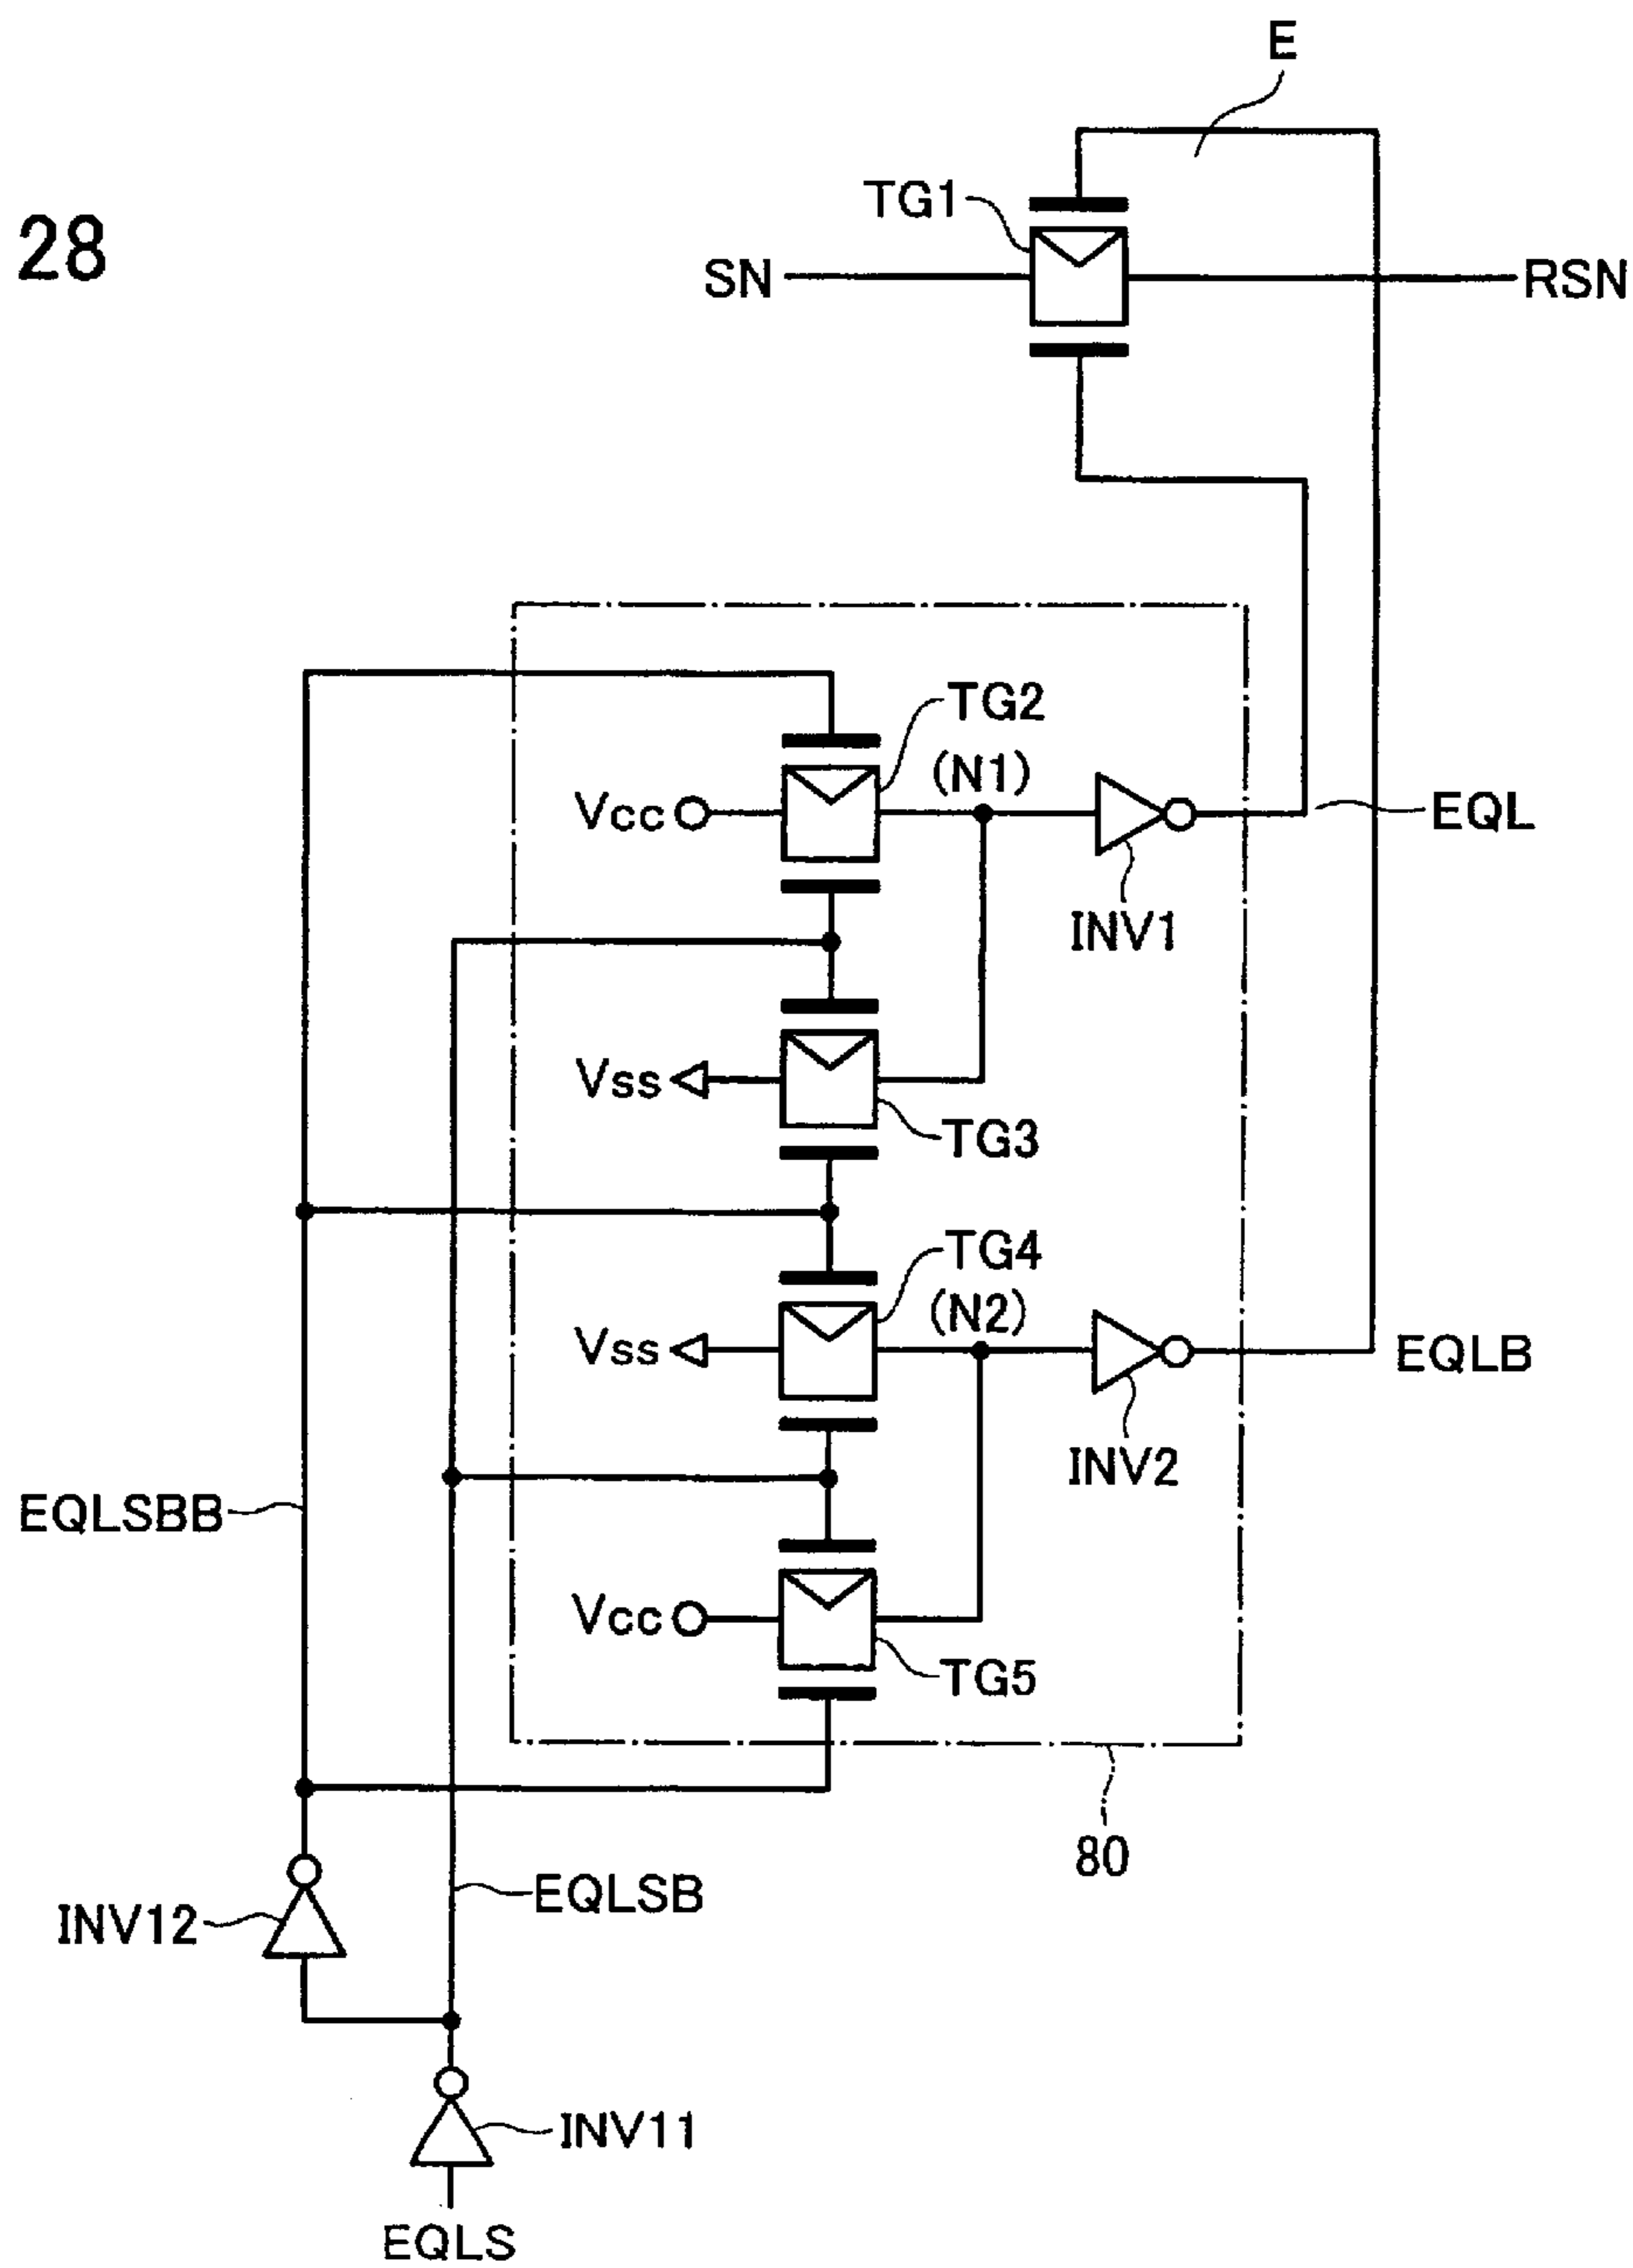 E
TG1
28
SN
RSN
TG2
(N1)
Vcc
EQL
INV1
Vss
TG3
TG4
(N2)
Vss
EQLB
INV2
EQLSBB
Vcc
TG5
80
EQLSB
INV12
INV11
EQLS